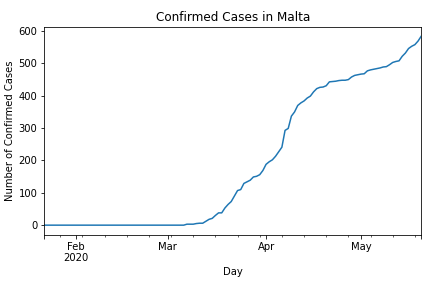 Confirmed Cases in Malta
Number of Confirmed Cases
600
500
400
300
200
100
0
Feb
2020
Mar
Apr
May
Day